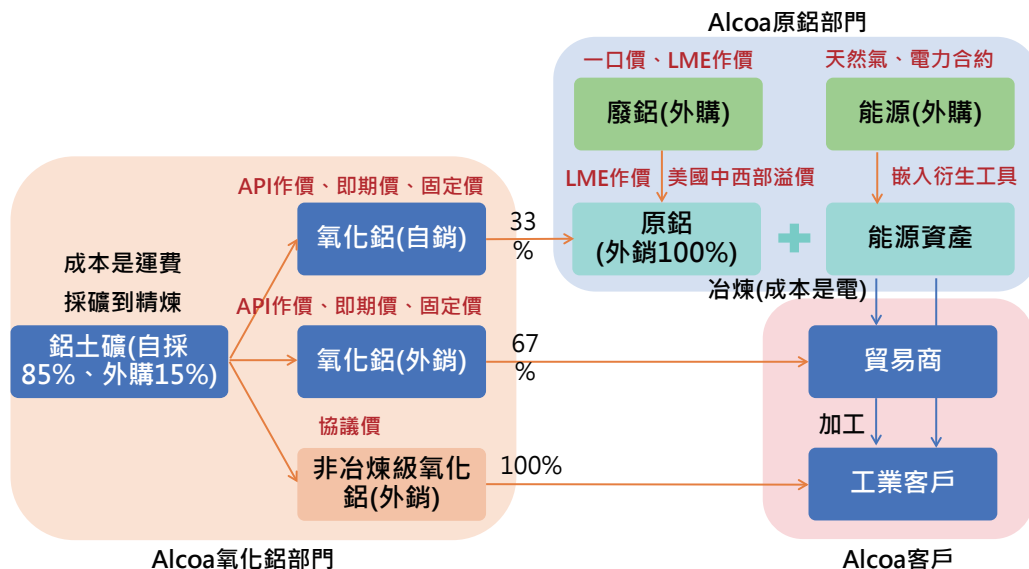 Alcoa原鋁部門
一口價、LME作價
天然氣、電力合約
廢鋁(外購)
能源(外購)
LME作價
美國中西部溢價
嵌入衍生工具
API作價、即期價、固定價
氧化鋁(自銷)
33
%
原鋁
(外銷100%)
能源資產
成本是運費
採礦到精煉
冶煉(成本是電)
API作價、即期價、固定價
鋁土礦(自採
85%、外購15%)
氧化鋁(外銷)
67
%
貿易商
協議價
加工
非冶煉級氧化
鋁(外銷)
100%
工業客戶
Alcoa氧化鋁部門
Alcoa客戶